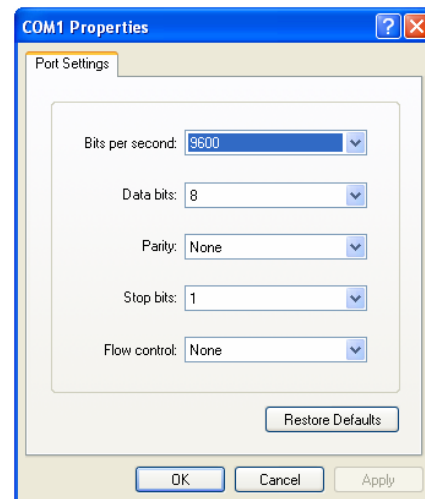 COM1 Properties
Port Settings
Bits per second: 9600
Data bits: 8
Parity: None
Stop bits: 1
Flow control: None
Restore Defaults
OK Cancel Apply